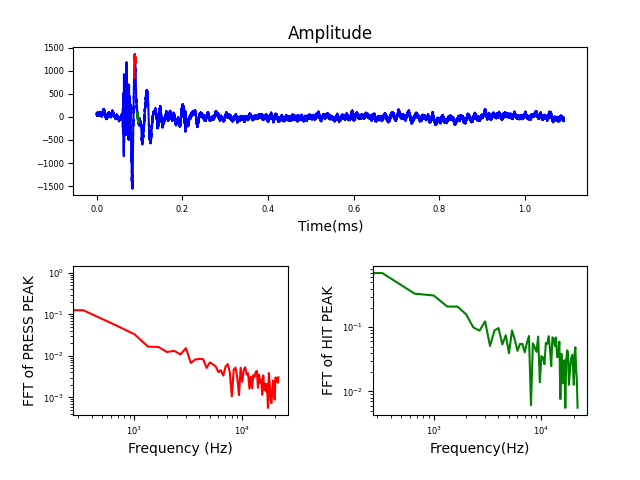 Amplitude
1500
1000
500
0
−500
−1000
−1500
0.0 0.2 0.4 0.6 0.8 1.0
Time(ms)
FFT of PRESS PEAK
10⁰
10⁻¹
10⁻²
10⁻³
10³ 10⁴
Frequency (Hz)
FFT of HIT PEAK
10⁻¹
10⁻²
10³ 10⁴
Frequency(Hz)